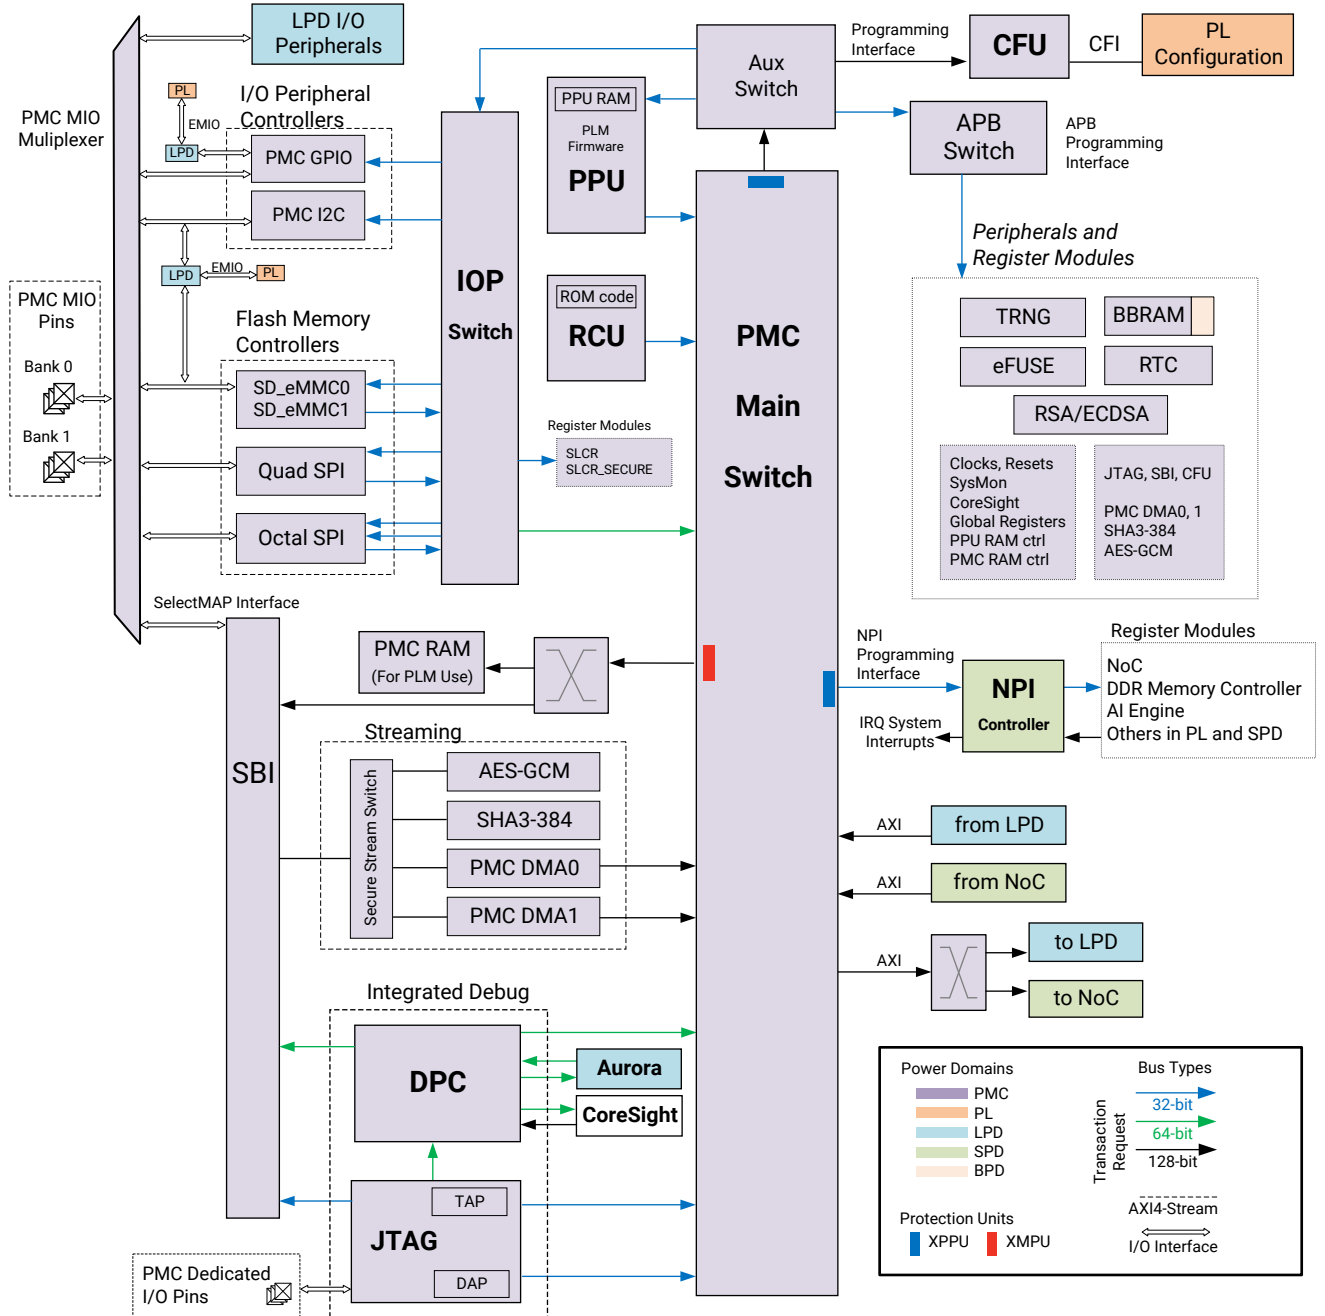 LPD I/O
Peripherals
PMC MIO
Muliplexer
PL
EMIO
LPD
I/O Peripheral
Controllers
PMC GPIO
PMC I2C
LPD
EMIO
PL
PMC MIO
Pins
Bank 0
Bank 1
Flash Memory
Controllers
SD_eMMC0
SD_eMMC1
Quad SPI
Octal SPI
IOP
Switch
PPU RAM
PLM
Firmware
PPU
ROM code
RCU
Register Modules
SLCR
SLCR_SECURE
Aux
Switch
Programming
Interface
CFU
CFI
PL
Configuration
APB
Switch
APB
Programming
Interface
PMC
Main
Switch
Peripherals and
Register Modules
TRNG
BBRAM
eFUSE
RTC
RSA/ECDSA
Clocks, Resets
SysMon
CoreSight
Global Registers
PPU RAM ctrl
PMC RAM ctrl
JTAG, SBI, CFU
PMC DMA0, 1
SHA3-384
AES-GCM
SelectMAP Interface
SBI
PMC RAM
(For PLM Use)
Streaming
Secure Stream Switch
AES-GCM
SHA3-384
PMC DMA0
PMC DMA1
NPI
Programming
Interface
IRQ System
Interrupts
NPI
Controller
Register Modules
NoC
DDR Memory Controller
AI Engine
Others in PL and SPD
AXI
from LPD
AXI
from NoC
AXI
to LPD
to NoC
Integrated Debug
DPC
Aurora
CoreSight
JTAG
TAP
DAP
PMC Dedicated
I/O Pins
Power Domains
PMC
PL
LPD
SPD
BPD
Protection Units
XPPU
XMPU
Bus Types
Transaction
Request
32-bit
64-bit
128-bit
AXI4-Stream
I/O Interface